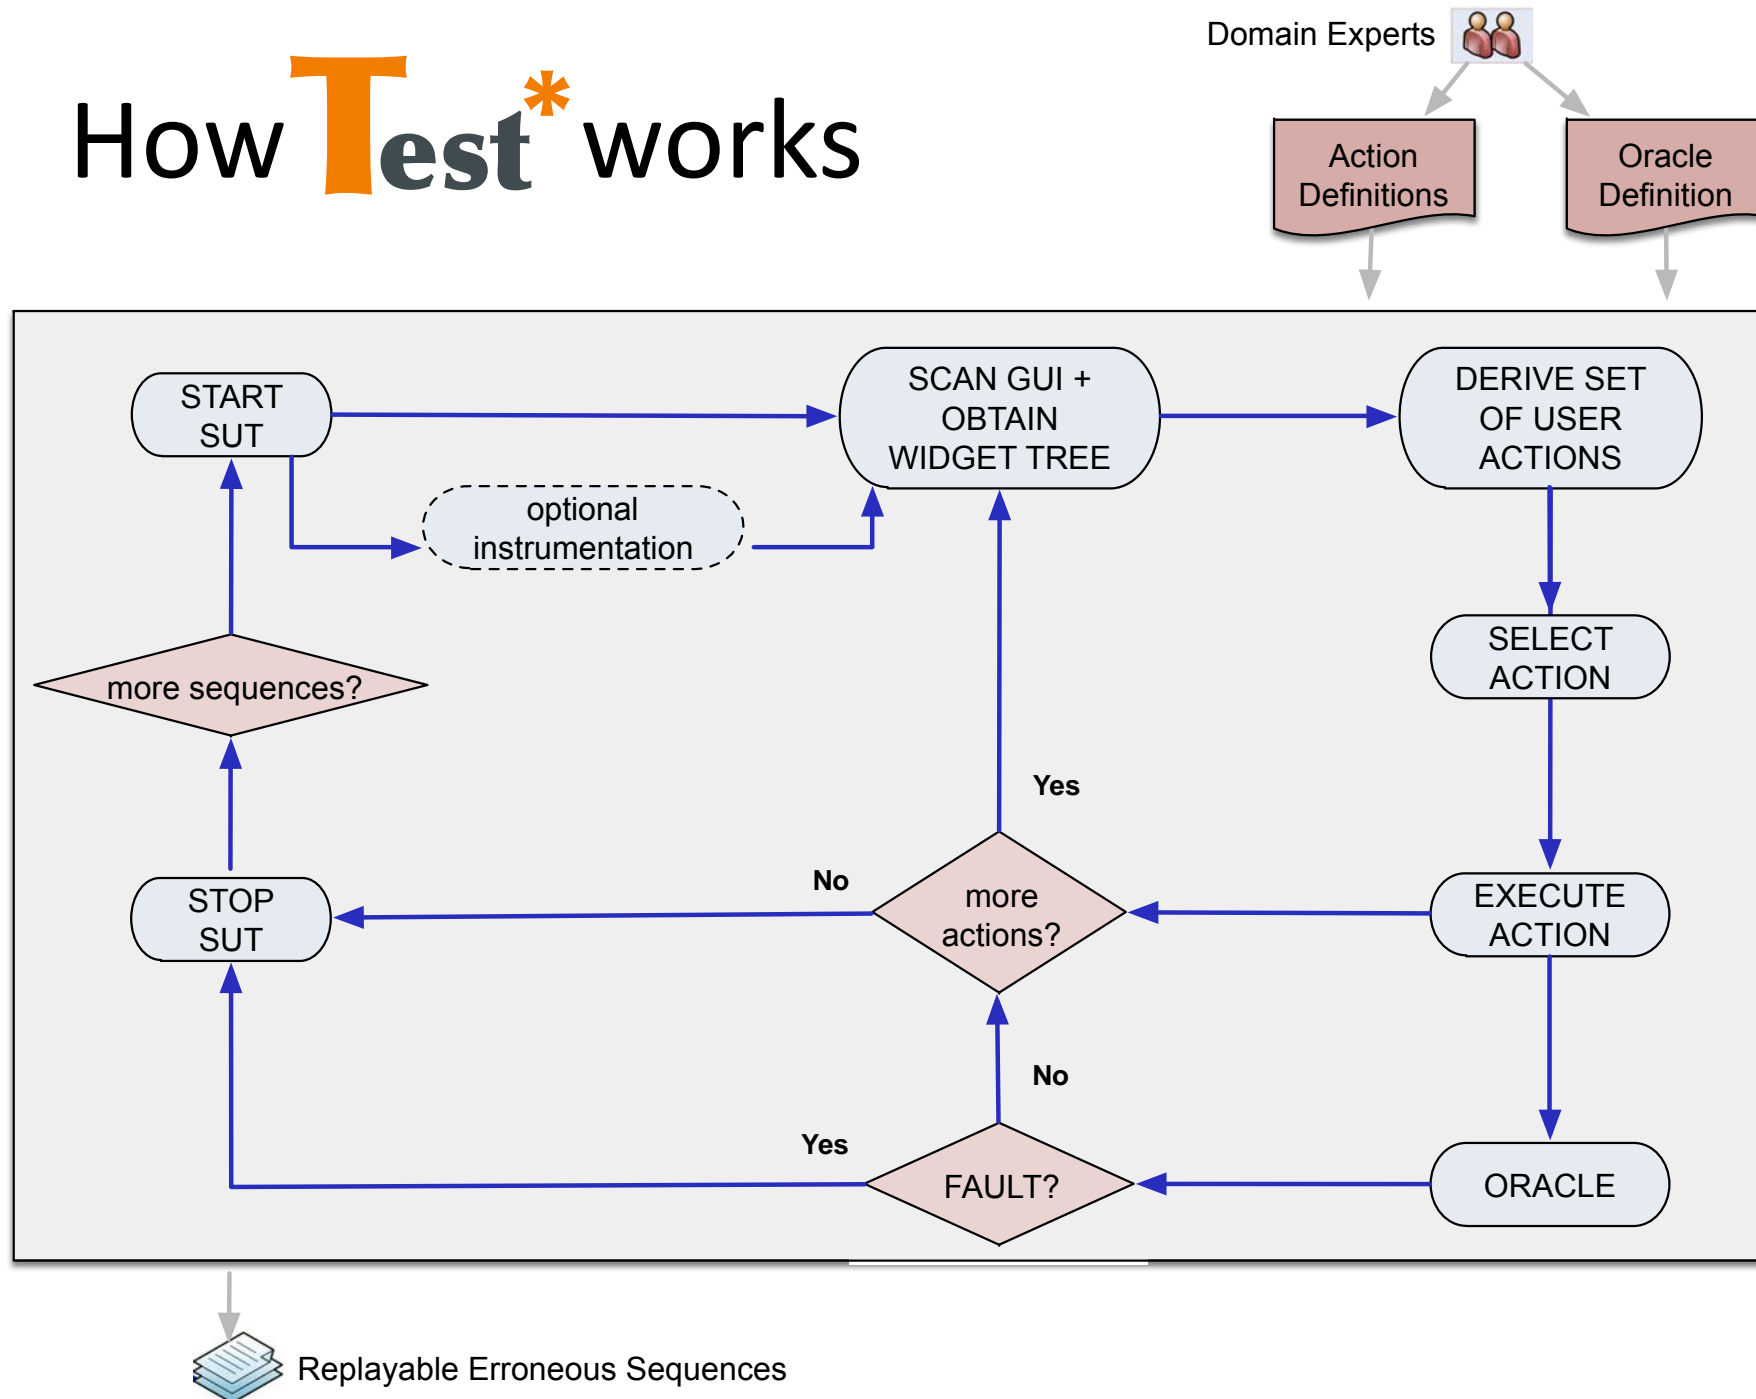 Domain Experts
How Test* works
Action
Definitions
Oracle
Definition
START
SUT
SCAN GUI +
OBTAIN
WIDGET TREE
DERIVE SET
OF USER
ACTIONS
optional
instrumentation
SELECT
ACTION
more sequences?
Yes
No
more
actions?
STOP
SUT
EXECUTE
ACTION
No
Yes
FAULT?
ORACLE
Replayable Erroneous Sequences